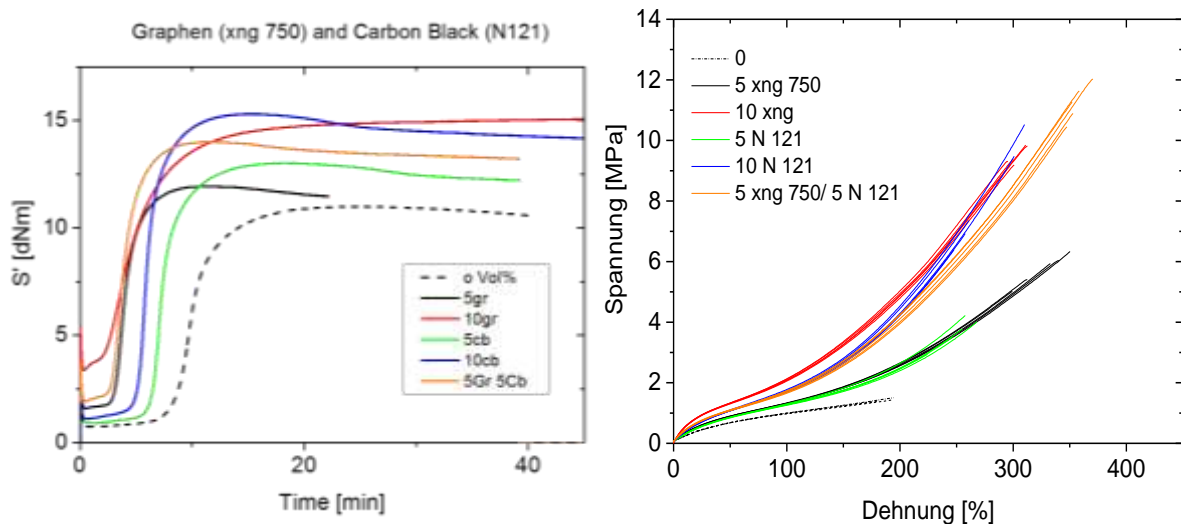 Graphen (xng 750) and Carbon Black (N121)
S' [dNm]
15
10
5
0
o Vol%
5gr
10gr
5cb
10cb
5Gr 5Cb
0
20
40
Time [min]
Spannung [MPa]
14
12
10
8
6
4
2
0
0
5 xng 750
10 xng
5 N 121
10 N 121
5 xng 750/ 5 N 121
0
100
200
300
400
Dehnung [%]